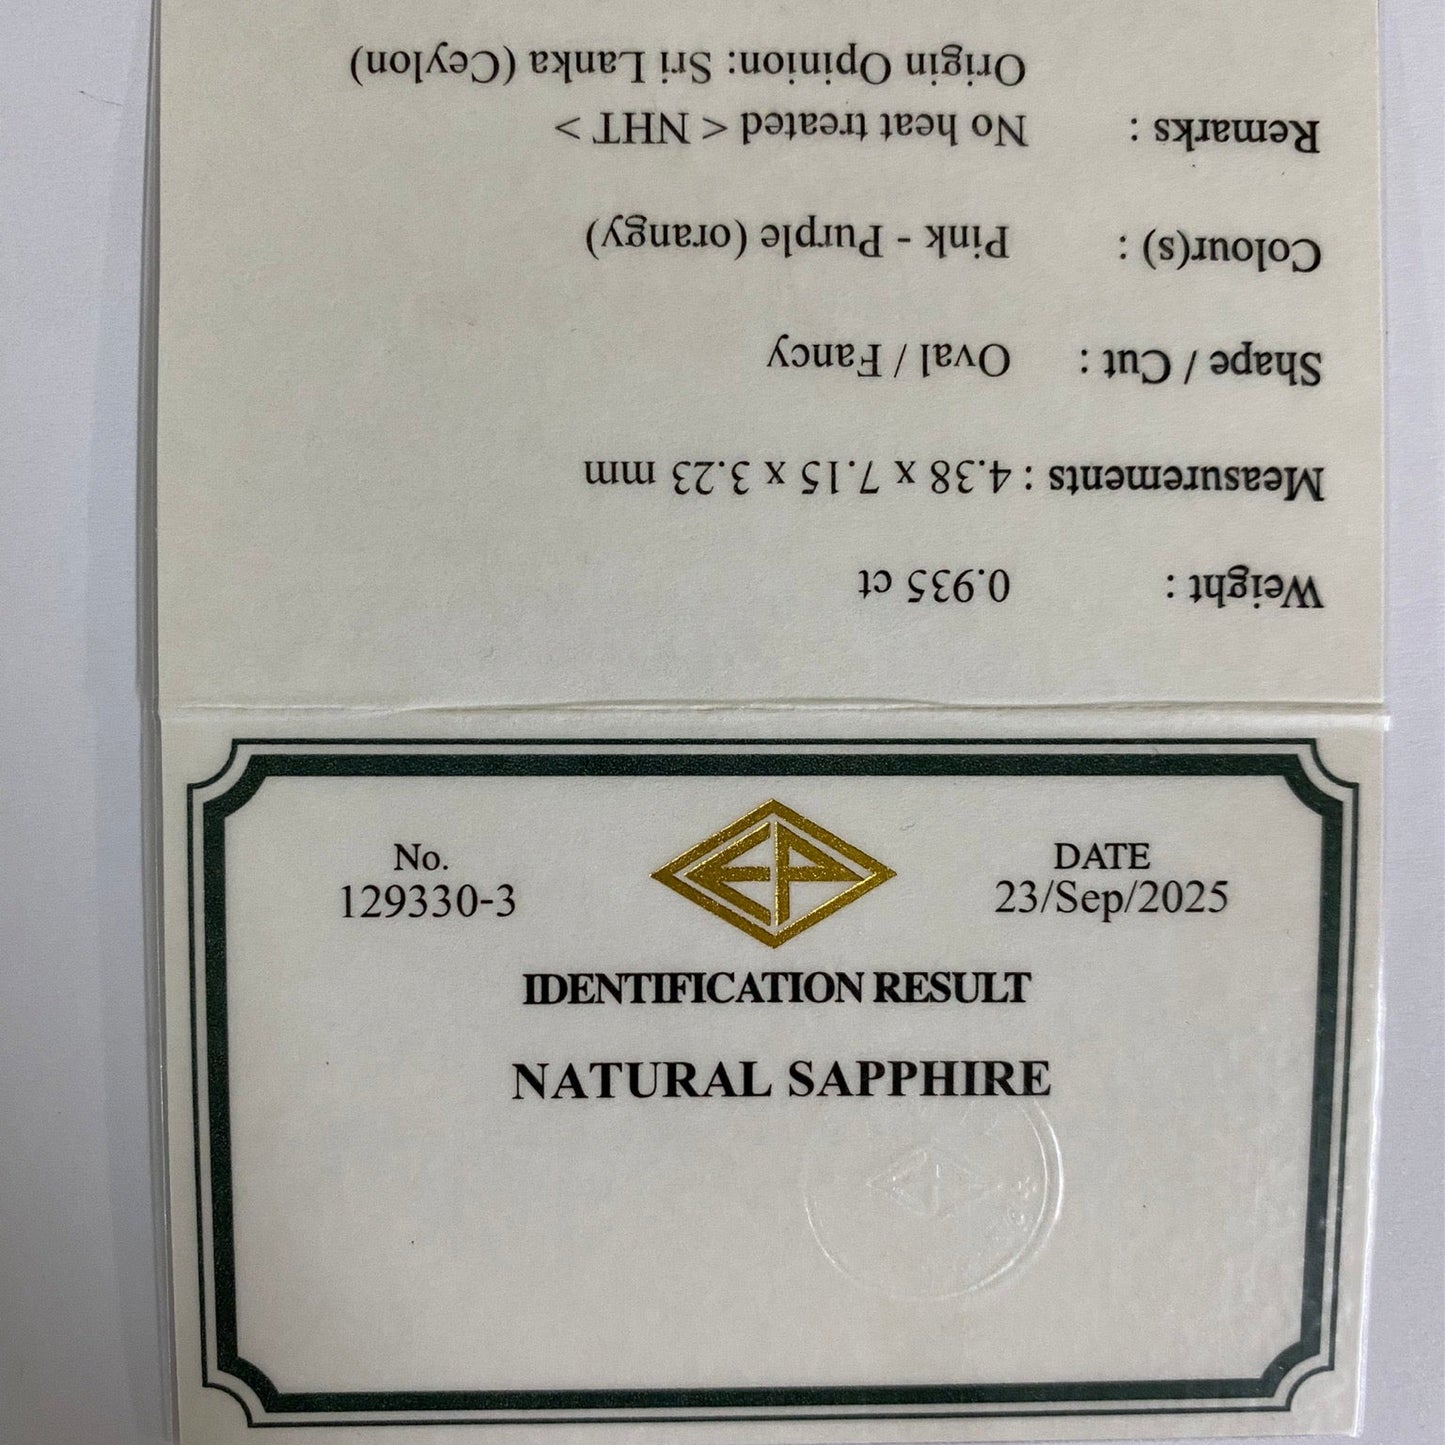 Weight : 0.935 ct
Measurements : 4.38 x 7.15 x 3.23 mm
Shape / Cut : Oval / Fancy
Colour(s) : Pink - Purple (orangy)
Remarks : No heat treated < NHT >
Origin Opinion: Sri Lanka (Ceylon)
No.
129330-3
DATE
23/Sep/2025
IDENTIFICATION RESULT
NATURAL SAPPHIRE